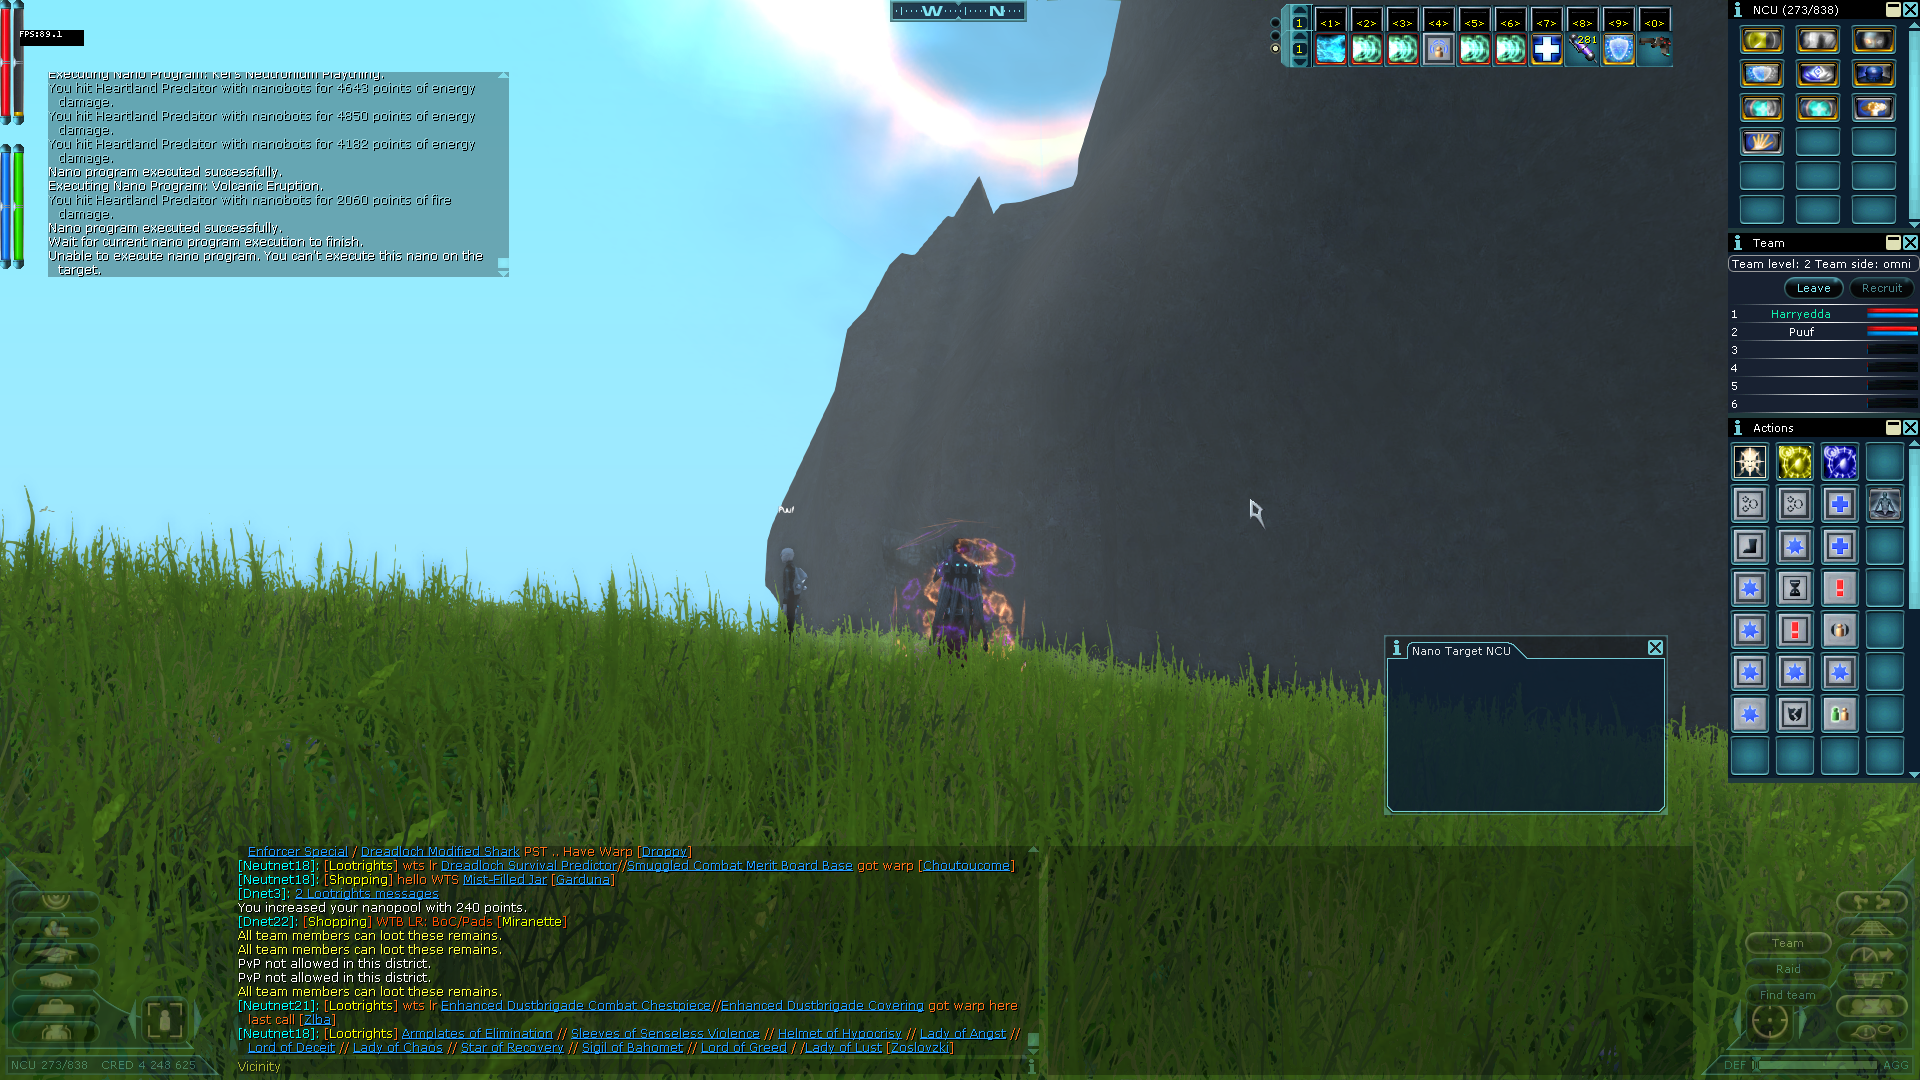 FPS:89.1
Executing Nano Program: Kel's Neutronium Plaything.
You hit Heartland Predator with nanobots for 4643 points of energy
damage.
You hit Heartland Predator with nanobots for 4850 points of energy
damage.
You hit Heartland Predator with nanobots for 4182 points of energy
damage.
Nano program executed successfully.
Executing Nano Program: Volcanic Eruption.
You hit Heartland Predator with nanobots for 2060 points of fire
damage.
Nano program executed successfully.
Wait for current nano program execution to finish.
Unable to execute nano program. You can't execute this nano on the
target.
W N
1 <1> <2> <3> <4> <5> <6> <7> <8> <9> <0>
1 281
NCU (273/838)
Team
Team level: 2 Team side: omni
Leave Recruit
1 Harryedda
2 Puuf
3
4
5
6
Actions
Puuf
Nano Target NCU
Enforcer Special / Dreadloch Modified Shark PST .. Have Warp [Droppy]
[Neutnet18]: [Lootrights] wts lr Dreadloch Survival Predictor//Smuggled Combat Merit Board Base got warp [Choutoucome]
[Neutnet18]: [Shopping] hello WTS Mist-Filled Jar [Garduna]
[Dnet3]: 2 Lootrights messages
You increased your nanopool with 240 points.
[Dnet22]: [Shopping] WTB LR: BoC/Pads [Miranette]
All team members can loot these remains.
All team members can loot these remains.
PvP not allowed in this district.
PvP not allowed in this district.
All team members can loot these remains.
[Neutnet21]: [Lootrights] wts lr Enhanced Dustbrigade Combat Chestpiece//Enhanced Dustbrigade Covering got warp here
last call [Ziba]
[Neutnet18]: [Lootrights] Armplates of Elimination // Sleeves of Senseless Violence // Helmet of Hypocrisy // Lady of Angst //
Lord of Deceit // Lady of Chaos // Star of Recovery // Sigil of Bahomet // Lord of Greed / /Lady of Lust [Zoslovzki]
Vicinity
NCU 273/838 CRED 4 243 625
Team
Raid
Find team
DEF AGG